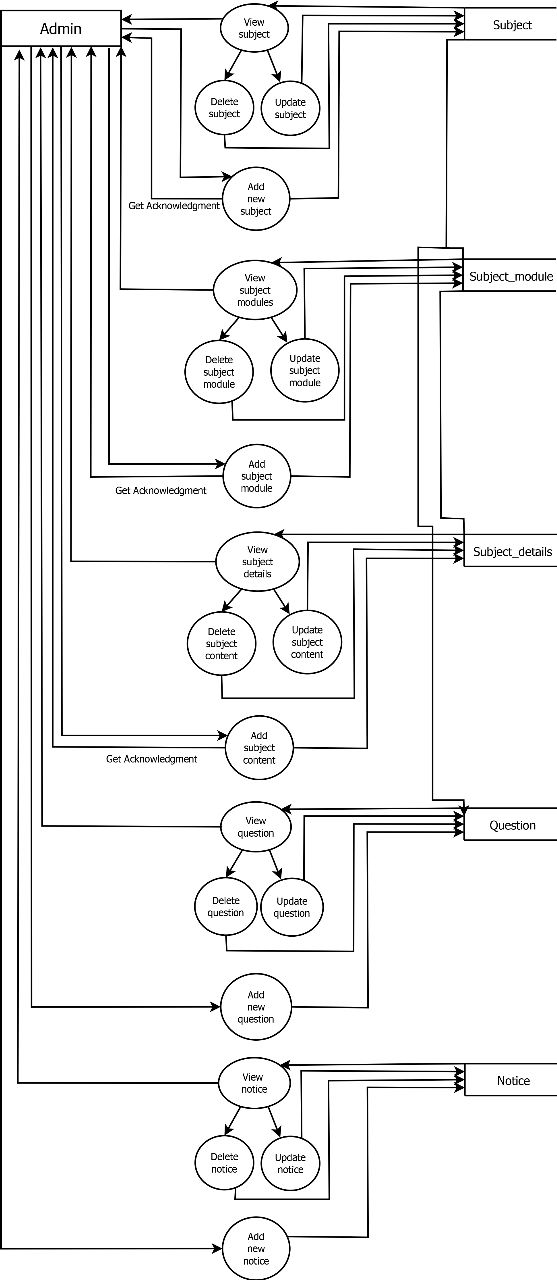 Admin
View
subject
Subject
Delete
subject
Update
subject
Add
new
subject
Get Acknowledgment
View
subject
modules
Subject_module
Delete
subject
module
Update
subject
module
Add
subject
module
Get Acknowledgment
View
subject
details
Subject_details
Delete
subject
content
Update
subject
content
Add
subject
content
Get Acknowledgment
View
question
Question
Delete
question
Update
question
Add
new
question
View
notice
Notice
Delete
notice
Update
notice
Add
new
notice